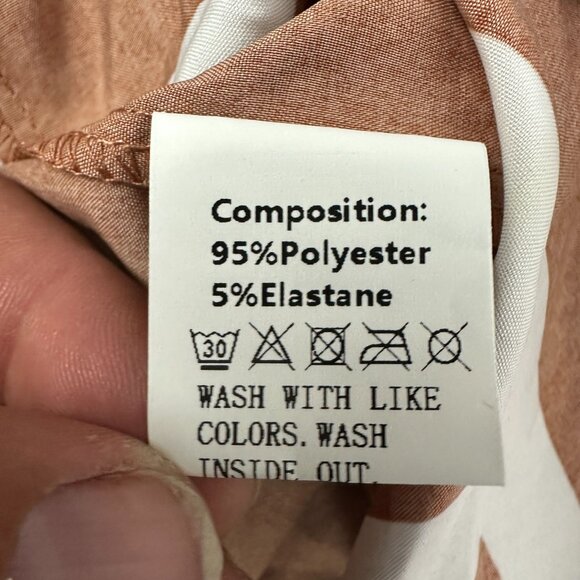 Composition:
95%Polyester
5%Elastane
30
WASH WITH LIKE
COLORS. WASH
INSIDE OUT.